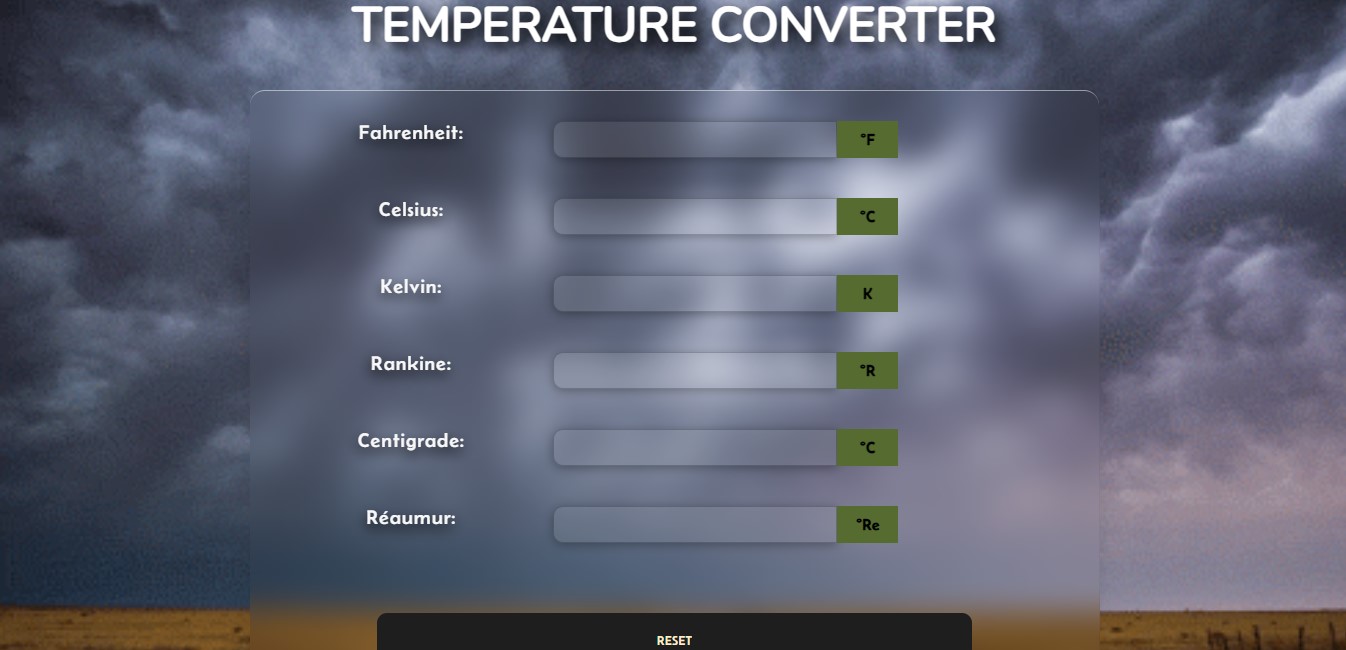 TEMPERATURE CONVERTER
Fahrenheit: °F
Celsius: °C
Kelvin: K
Rankine: °R
Centigrade: °C
Réaumur: °Re
RESET